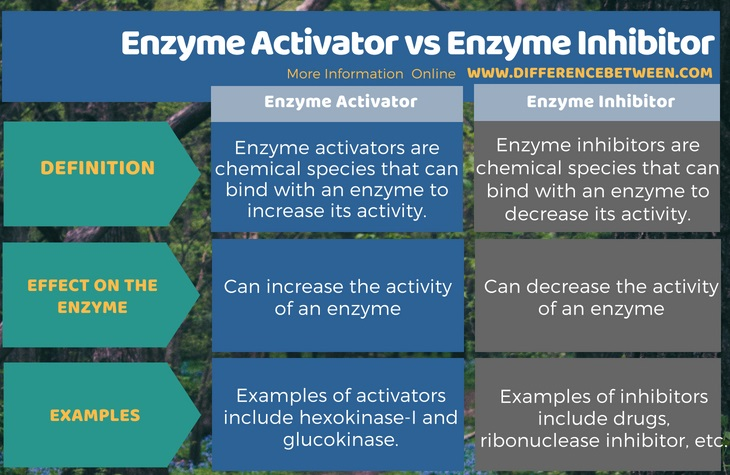 Enzyme Activator vs Enzyme Inhibitor
More Information Online WWW.DIFFERENCEBETWEEN.COM
Enzyme Activator
Enzyme Inhibitor
DEFINITION
Enzyme activators are
chemical species that can
bind with an enzyme to
increase its activity.
Enzyme inhibitors are
chemical species that can
bind with an enzyme to
decrease its activity.
EFFECT ON THE
ENZYME
Can increase the activity
of an enzyme
Can decrease the activity
of an enzyme
EXAMPLES
Examples of activators
include hexokinase-I and
glucokinase.
Examples of inhibitors
include drugs,
ribonuclease inhibitor, etc.